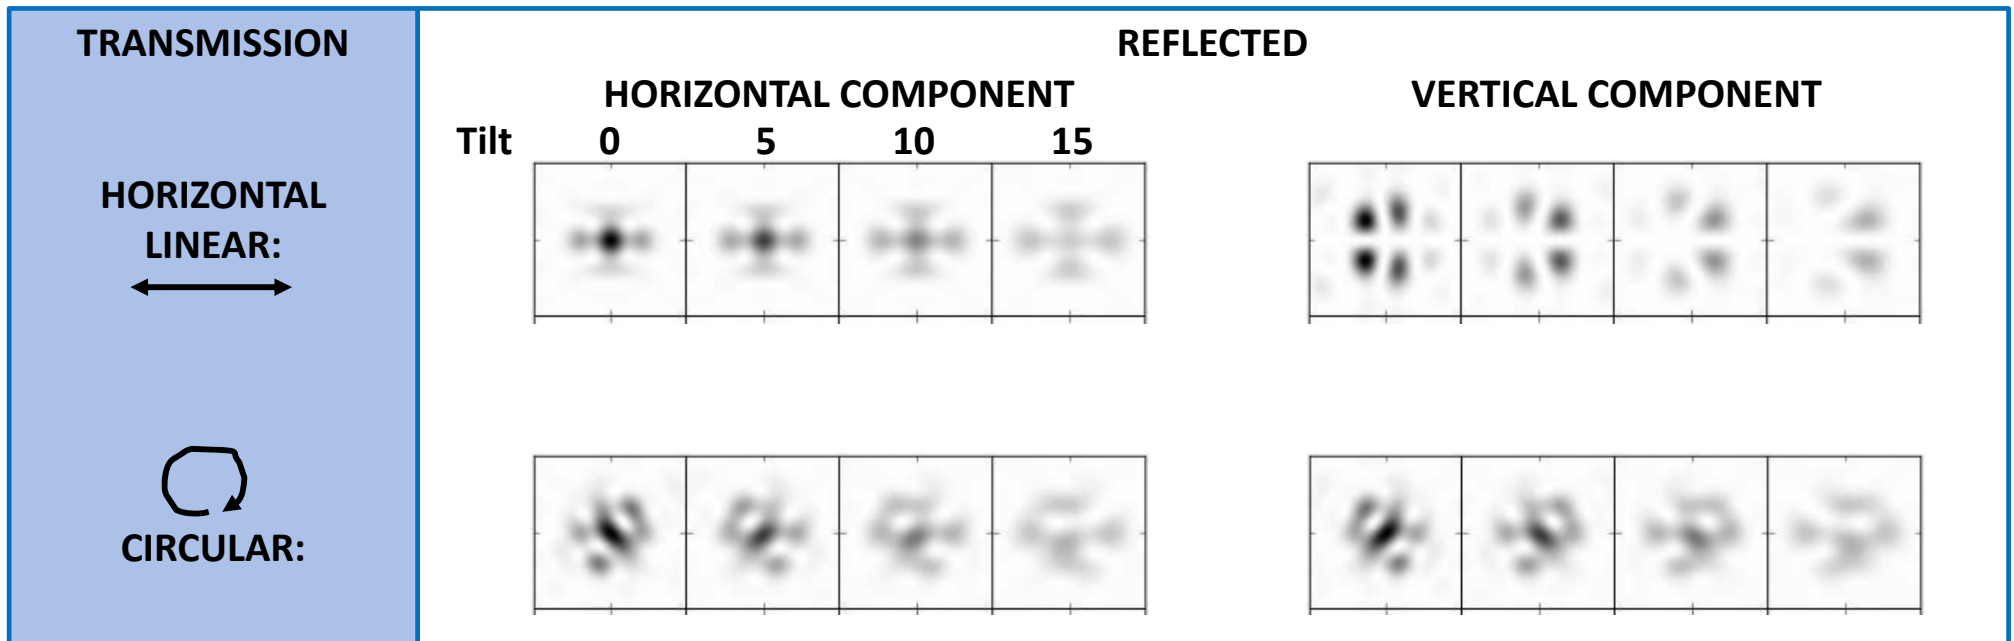 TRANSMISSION
HORIZONTAL
LINEAR:
CIRCULAR:
REFLECTED
HORIZONTAL COMPONENT
VERTICAL COMPONENT
Tilt 0 5 10 15